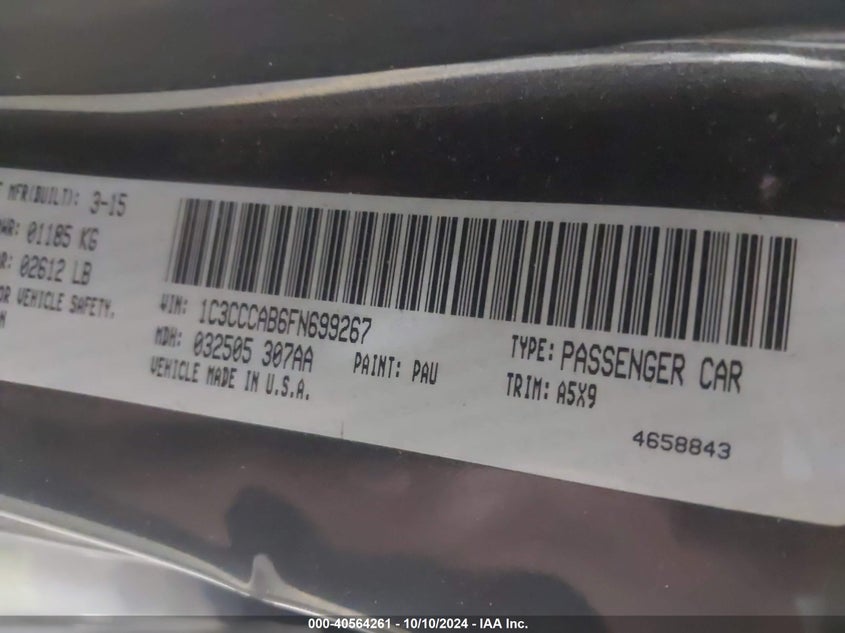 MFR(BUILT): 3-15
01185 KG
02612 LB
VEHICLE SAFETY.
VIN: 1C3CCCAB6FN699267
MDH: 032505 307AA
PAINT: PAU
VEHICLE MADE IN U.S.A.
TYPE: PASSENGER CAR
TRIM: A5X9
4658843
000-40564261 - 10/10/2024 - IAA Inc.